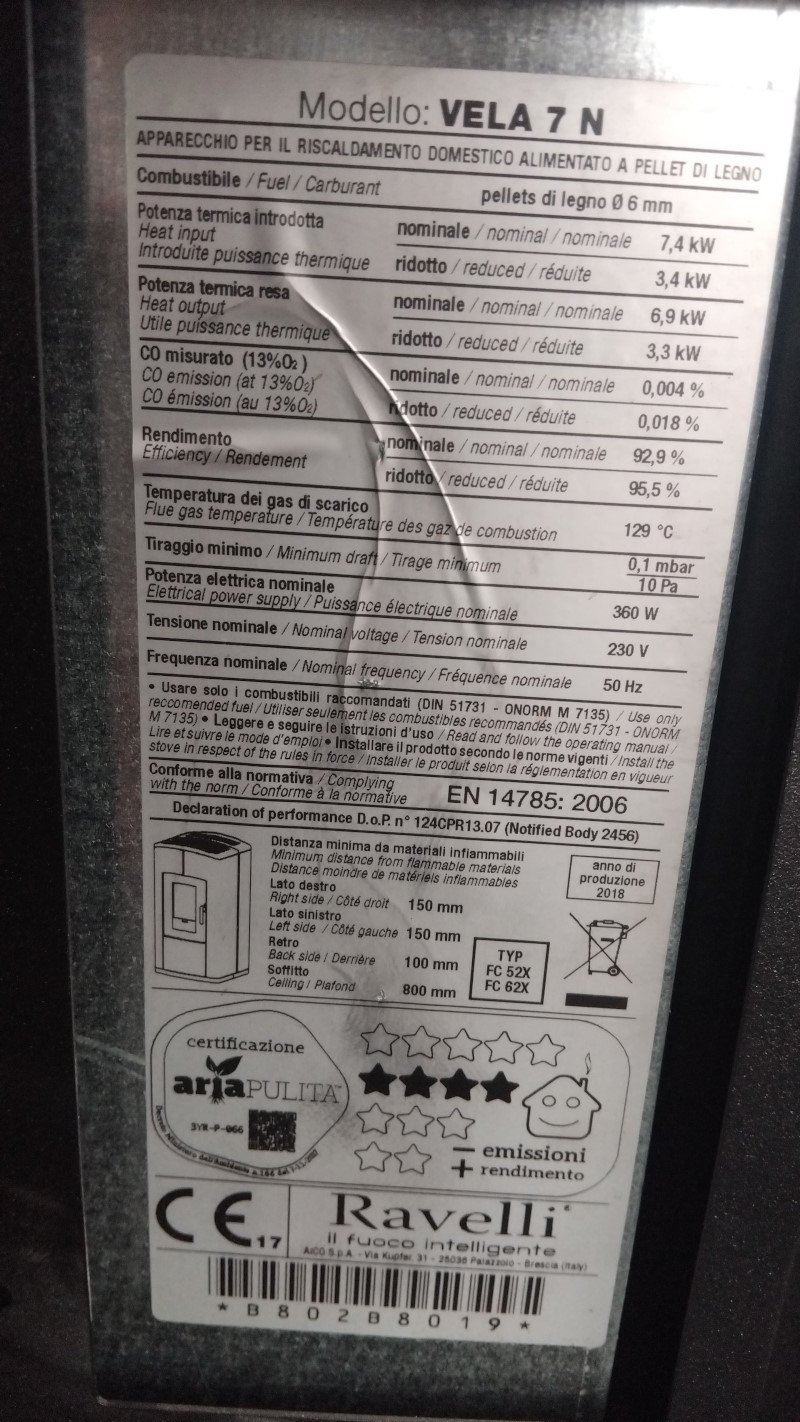 Modello: VELA 7 N
APPARECCHIO PER IL RISCALDAMENTO DOMESTICO ALIMENTATO A PELLET DI LEGNO
Combustibile / Fuel / Carburant pellets di legno Ø 6 mm
Potenza termica introdotta
Heat input
Introduite puissance thermique
nominale / nominal / nominale 7,4 kW
ridotto / reduced / réduite 3,4 kW
Potenza termica resa
Heat output
Utile puissance thermique
nominale / nominal / nominale 6,9 kW
ridotto / reduced / réduite 3,3 kW
CO misurato (13%O₂)
CO emission (at 13%O₂)
CO émission (au 13%O₂)
nominale / nominal / nominale 0,004 %
ridotto / reduced / réduite 0,018 %
Rendimento
Efficiency / Rendement
nominale / nominal / nominale 92,9 %
ridotto / reduced / réduite 95,5 %
Temperatura dei gas di scarico
Flue gas temperature / Température des gaz de combustion 129 °C
Tiraggio minimo / Minimum draft / Tirage minimum 0,1 mbar
10 Pa
Potenza elettrica nominale
Elettrical power supply / Puissance électrique nominale 360 W
Tensione nominale / Nominal voltage / Tension nominale 230 V
Frequenza nominale / Nominal frequency / Fréquence nominale 50 Hz
• Usare solo i combustibili raccomandati (DIN 51731 - ONORM M 7135) / Use only
reccomended fuel / Utiliser seulement les combustibles recommandés (DIN 51731 - ONORM
M 7135) • Leggere e seguire le istruzioni d'uso / Read and follow the operating manual /
Lire et suivre le mode d'emploi • Installare il prodotto secondo le norme vigenti / Install the
stove in respect of the rules in force / Installer le produit selon la réglementation en vigueur
Conforme alla normativa / Complying
with the norm / Conforme à la normative EN 14785: 2006
Declaration of performance D.o.P. n° 124CPR13.07 (Notified Body 2456)
Distanza minima da materiali infiammabili
Minimum distance from flammable materials
Distance moindre de matériels inflammables
Lato destro
Right side / Côté droit 150 mm
Lato sinistro
Left side / Côté gauche 150 mm
Retro
Back side / Derrière 100 mm
Soffitto
Ceiling / Plafond 800 mm
TYP
FC 52X
FC 62X
anno di
produzione
2018
certificazione
ariaPULITA™
3YR-P-066
− emissioni
+ rendimento
CE 17
Ravelli
il fuoco intelligente
AICO S.p.A. - Via Kupfer, 31 - 25036 Palazzolo - Brescia (Italy)
* B 8 0 2 B 8 0 1 9 *